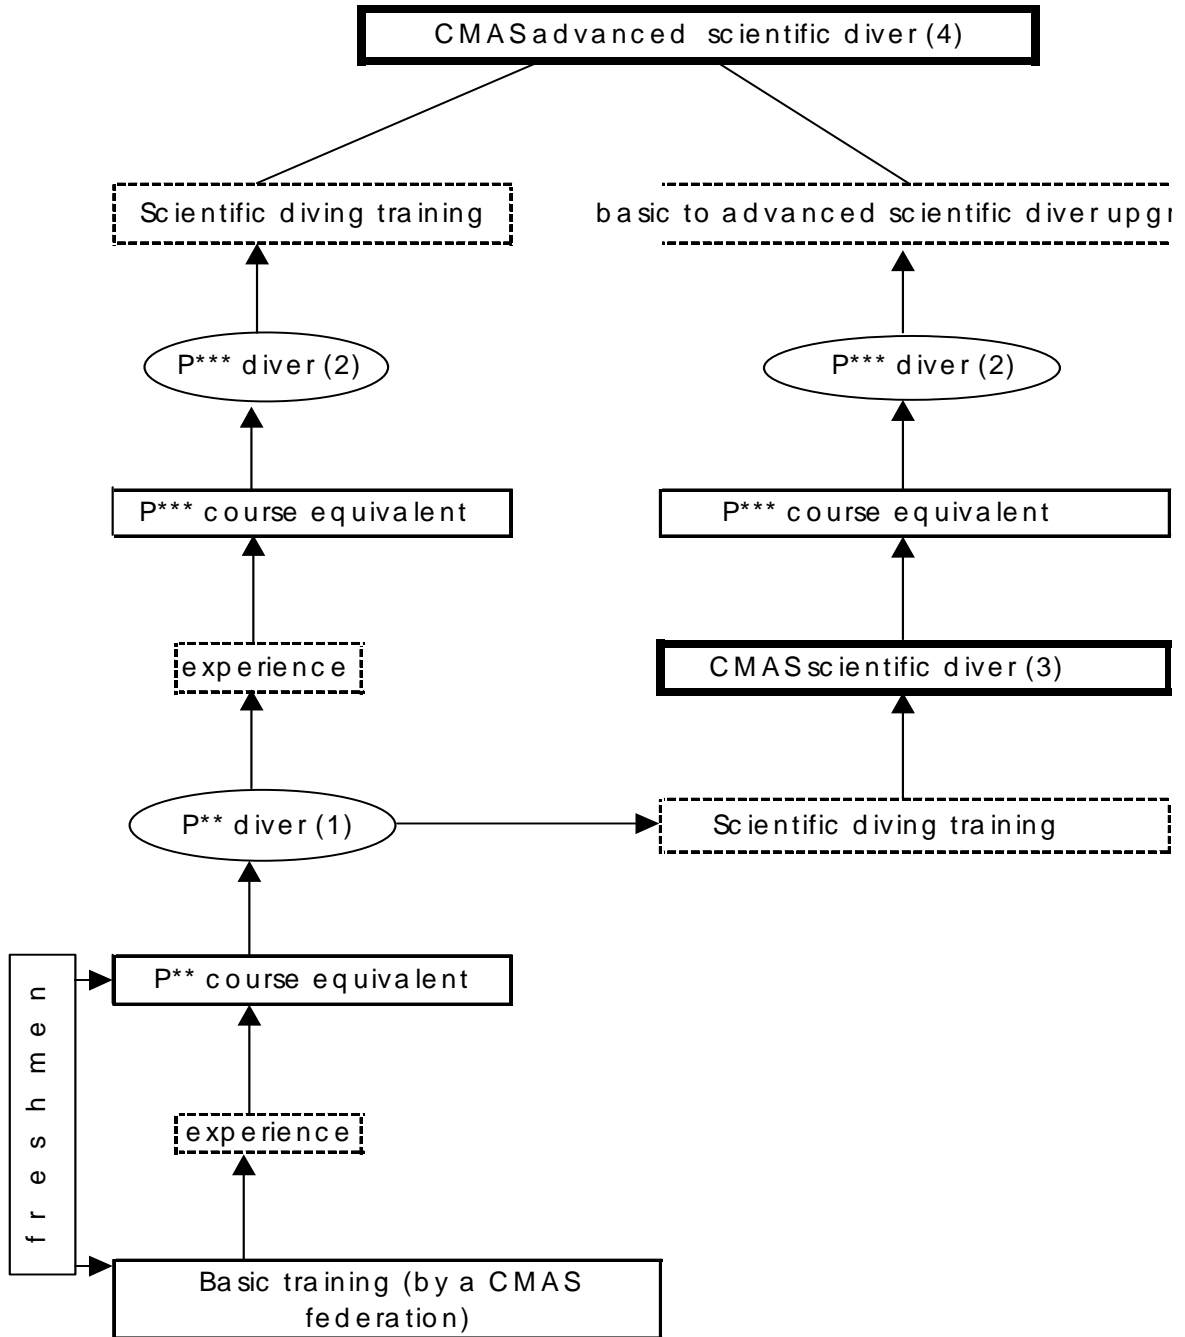 CMAS advanced scientific diver (4)
Scientific diving training
basic to advanced scientific diver upgr
P*** diver (2)
P*** diver (2)
P*** course equivalent
P*** course equivalent
experience
CMAS scientific diver (3)
P** diver (1)
Scientific diving training
P** course equivalent
freshmen
experience
Basic training (by a CMAS
federation)